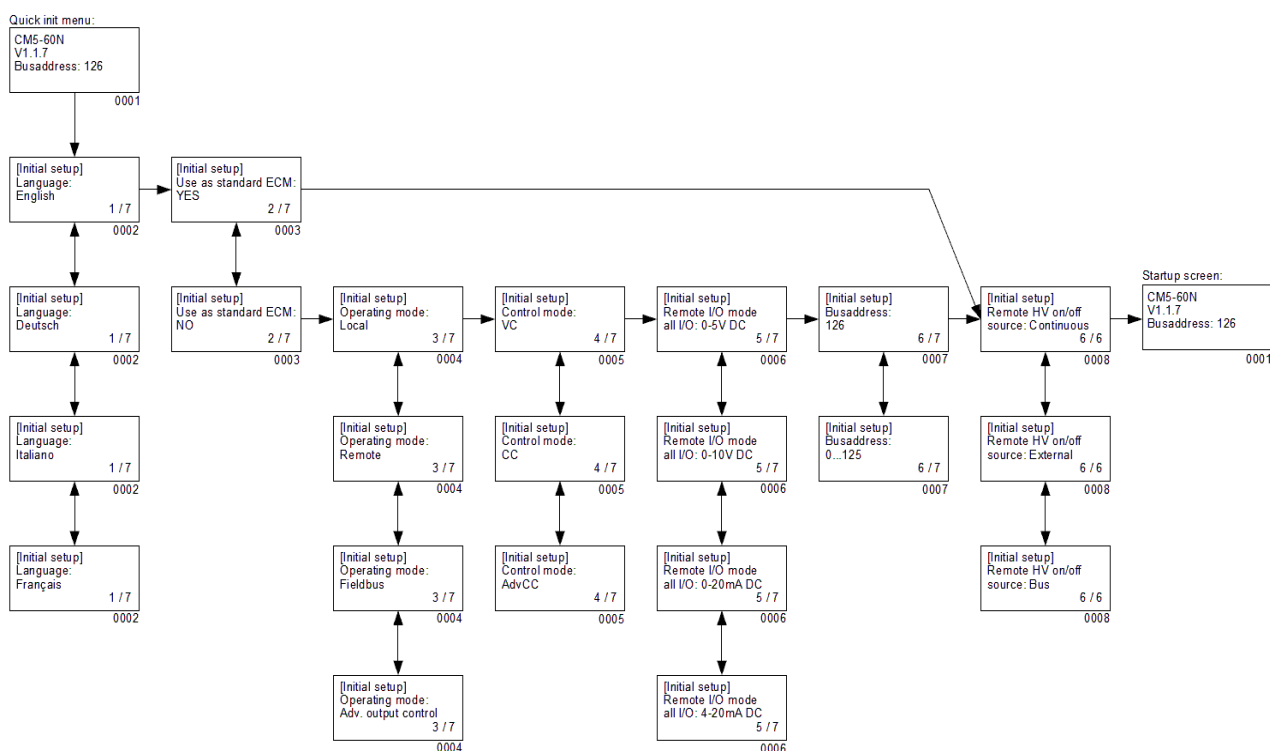 Quick init menu:
CM5-60N
V1.1.7
Busaddress: 126
0001
[Initial setup]
Language:
English
1 / 7
0002
[Initial setup]
Use as standard ECM:
YES
2 / 7
0003
[Initial setup]
Language:
Deutsch
1 / 7
0002
[Initial setup]
Use as standard ECM:
NO
2 / 7
0003
[Initial setup]
Operating mode:
Local
3 / 7
0004
[Initial setup]
Control mode:
VC
4 / 7
0005
[Initial setup]
Remote I/O mode
all I/O: 0-5V DC
5 / 7
0006
[Initial setup]
Busaddress:
126
6 / 7
0007
[Initial setup]
Remote HV on/off
source: Continuous
6 / 6
0008
Startup screen:
CM5-60N
V1.1.7
Busaddress: 126
0001
[Initial setup]
Language:
Italiano
1 / 7
0002
[Initial setup]
Operating mode:
Remote
3 / 7
0004
[Initial setup]
Control mode:
CC
4 / 7
0005
[Initial setup]
Remote I/O mode
all I/O: 0-10V DC
5 / 7
0006
[Initial setup]
Busaddress:
0...125
6 / 7
0007
[Initial setup]
Remote HV on/off
source: External
6 / 6
0008
[Initial setup]
Language:
Français
1 / 7
0002
[Initial setup]
Operating mode:
Fieldbus
3 / 7
0004
[Initial setup]
Control mode:
AdvCC
4 / 7
0005
[Initial setup]
Remote I/O mode
all I/O: 0-20mA DC
5 / 7
0006
[Initial setup]
Remote HV on/off
source: Bus
6 / 6
0008
[Initial setup]
Operating mode:
Adv. output control
3 / 7
0004
[Initial setup]
Remote I/O mode
all I/O: 4-20mA DC
5 / 7
0006